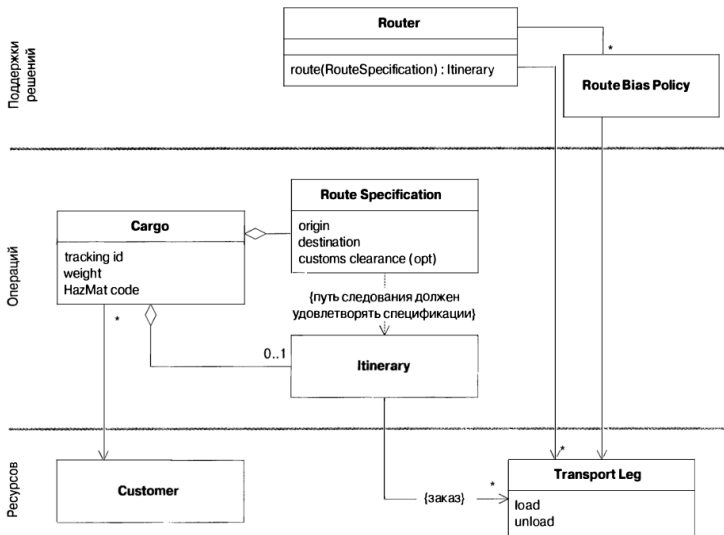 Поддержки
решений
Router
route(RouteSpecification) : Itinerary
*
Route Bias Policy
Операций
Route Specification
origin
destination
customs clearance (opt)
Cargo
tracking id
weight
HazMat code
*
{путь следования должен
удовлетворять спецификации}
0..1
Itinerary
Ресурсов
Customer
{заказ}
*
*
Transport Leg
load
unload